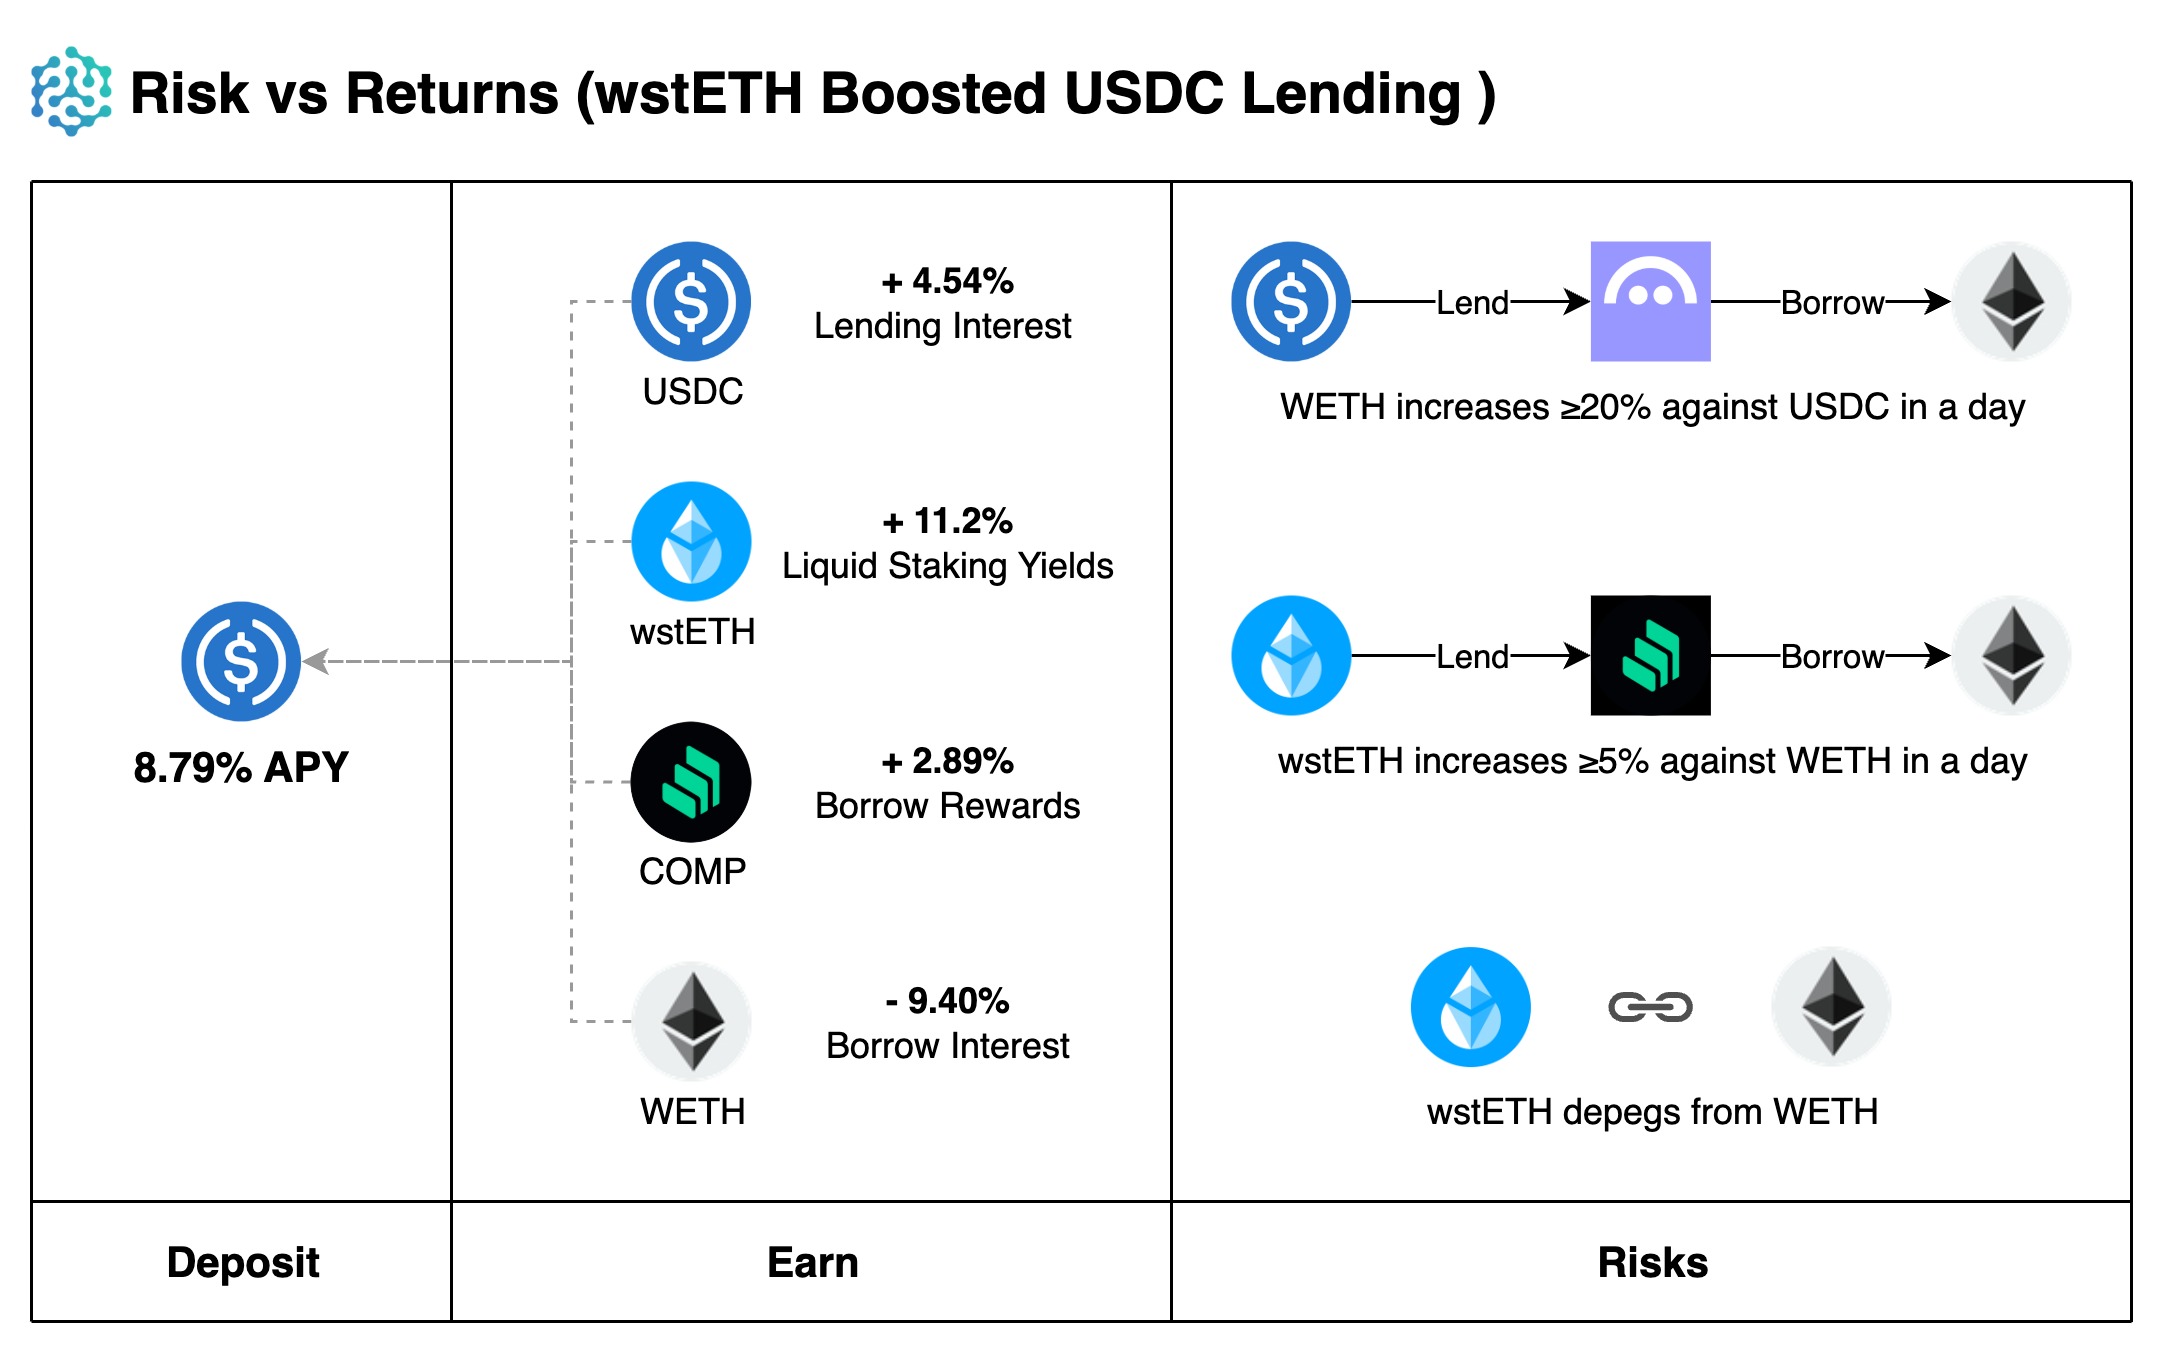 Risk vs Returns (wstETH Boosted USDC Lending )
8.79% APY
USDC
+ 4.54%
Lending Interest
wstETH
+ 11.2%
Liquid Staking Yields
COMP
+ 2.89%
Borrow Rewards
WETH
- 9.40%
Borrow Interest
Lend
Borrow
WETH increases ≥20% against USDC in a day
Lend
Borrow
wstETH increases ≥5% against WETH in a day
wstETH depegs from WETH
Deposit
Earn
Risks